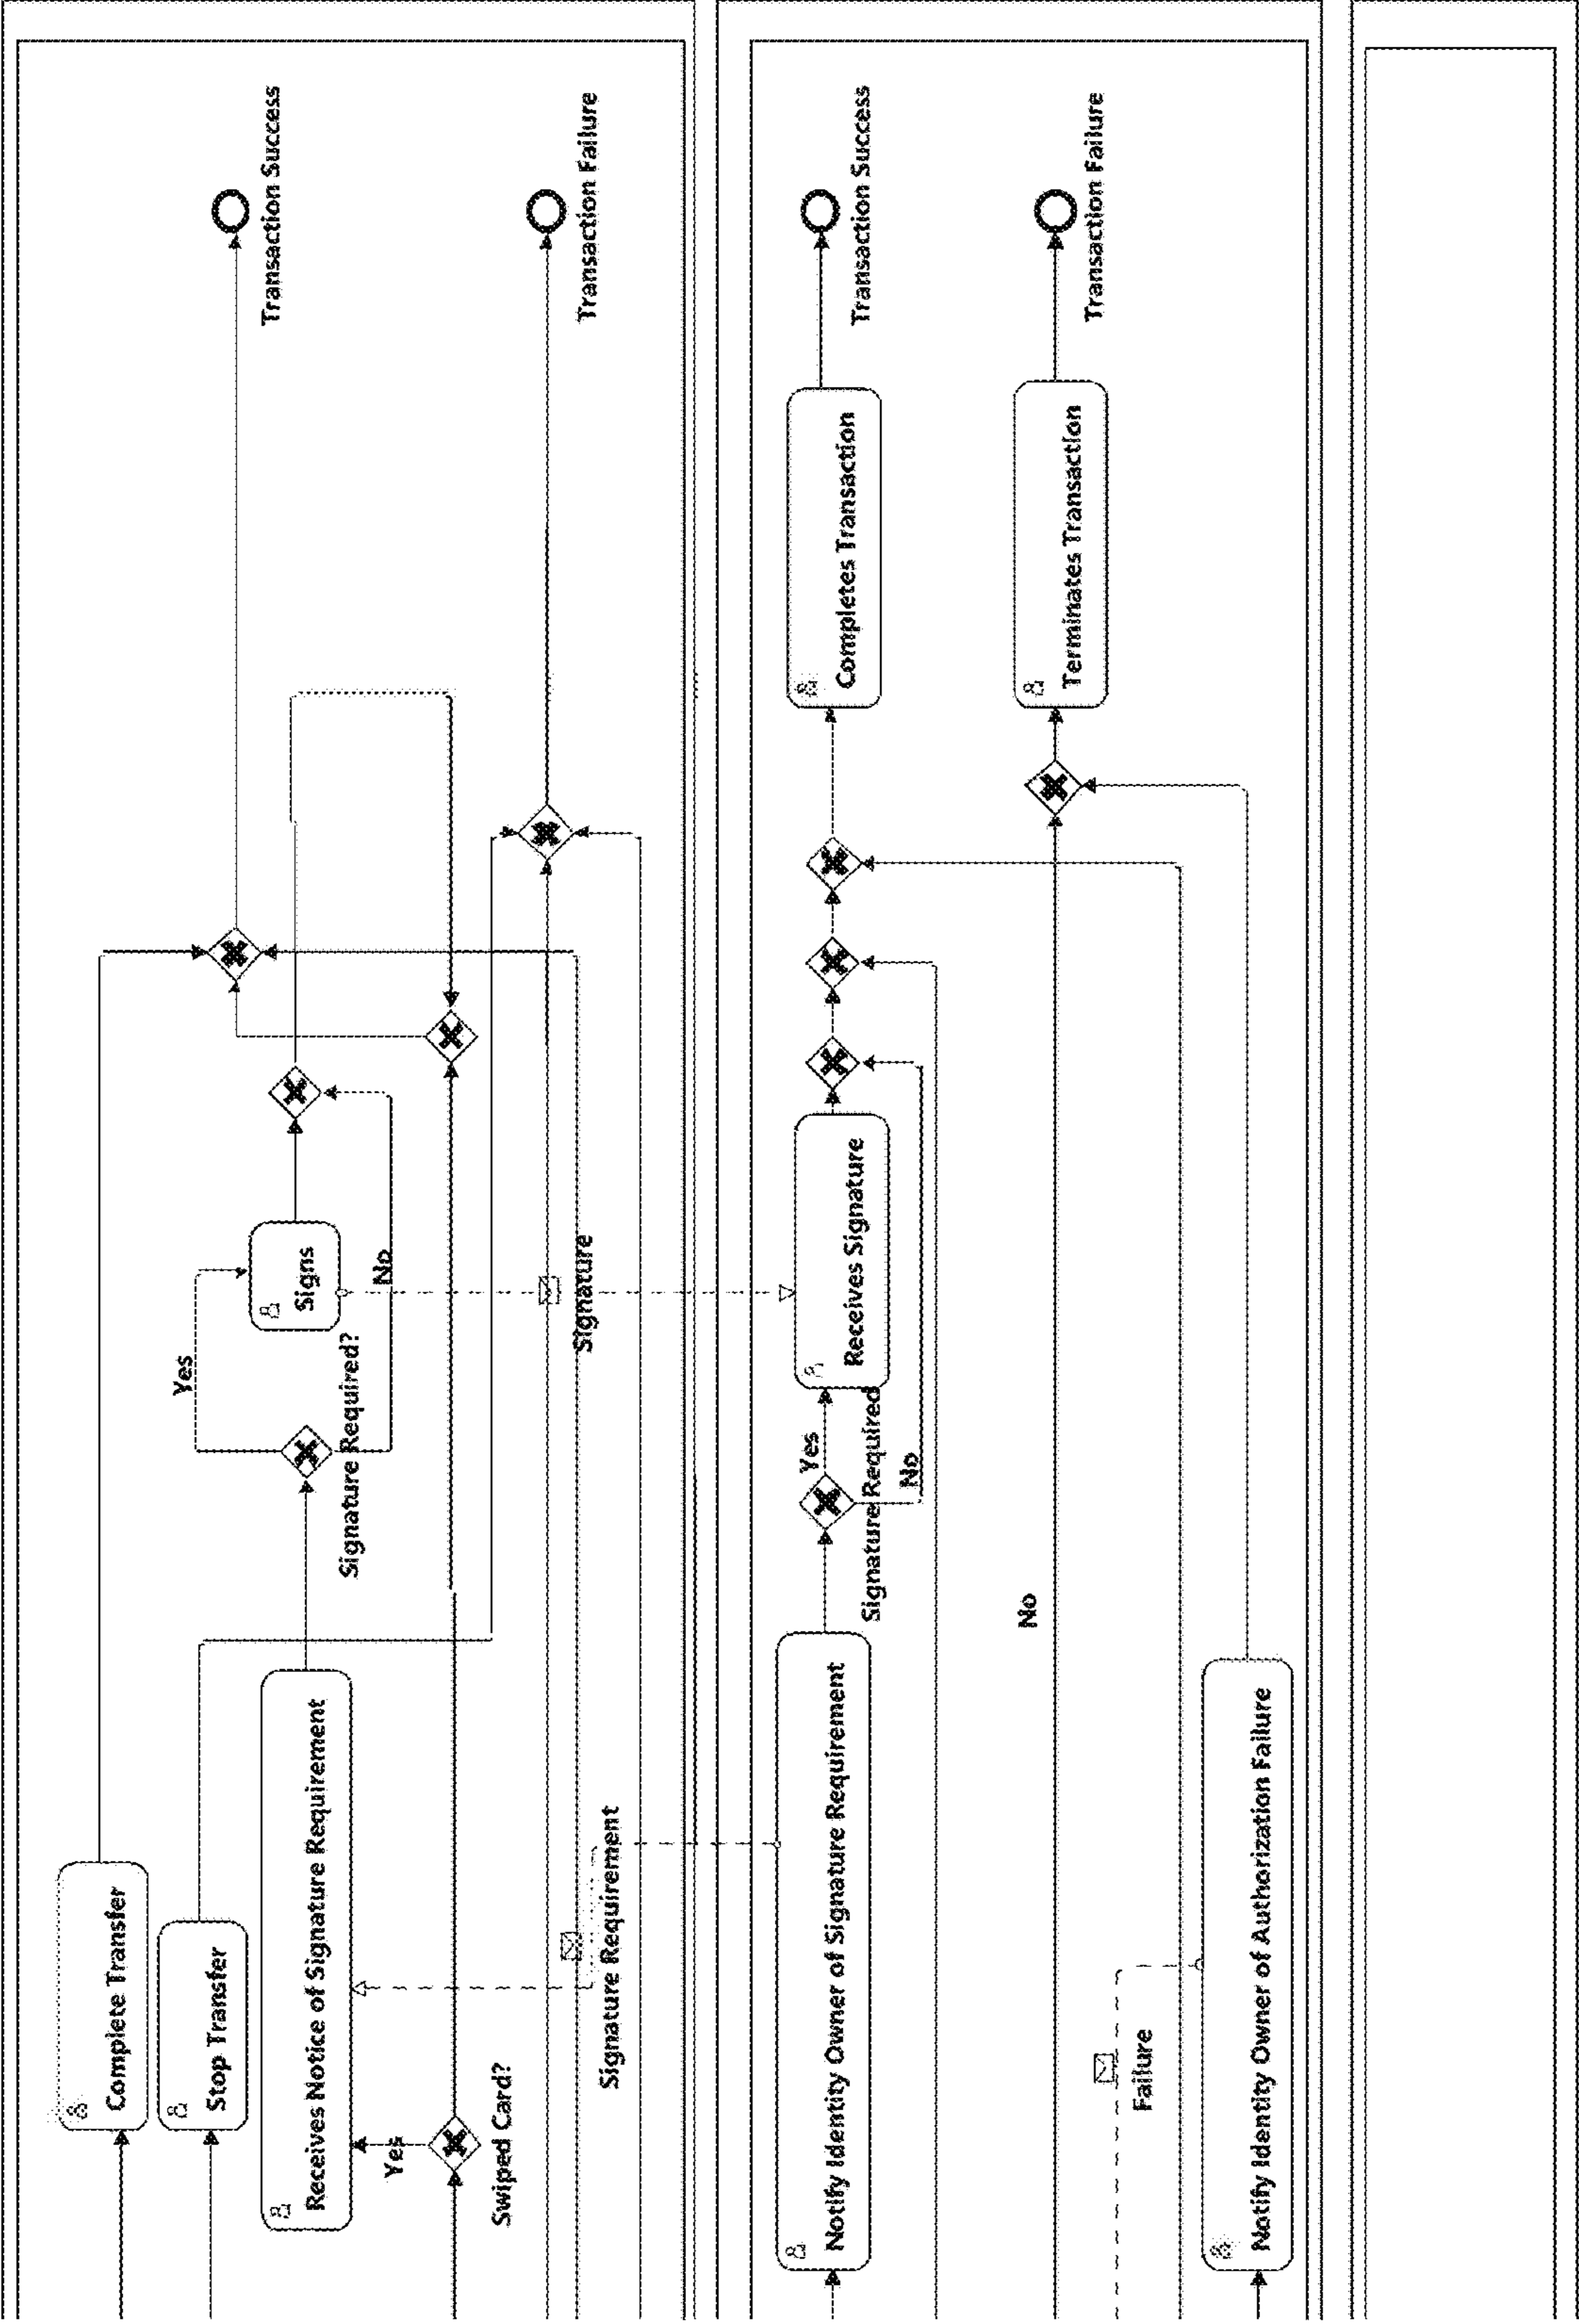 Complete Transfer
Stop Transfer
Receives Notice of Signature Requirement
Yes
Swiped Card?
Signature Required?
Yes
Signs
No
Signature
Signature Requirement
Transaction Success
Transaction Failure
Notify Identity Owner of Signature Requirement
Signature Required
Yes
No
Receives Signature
Completes Transaction
Transaction Success
No
Terminates Transaction
Transaction Failure
Failure
Notify Identity Owner of Authorization Failure